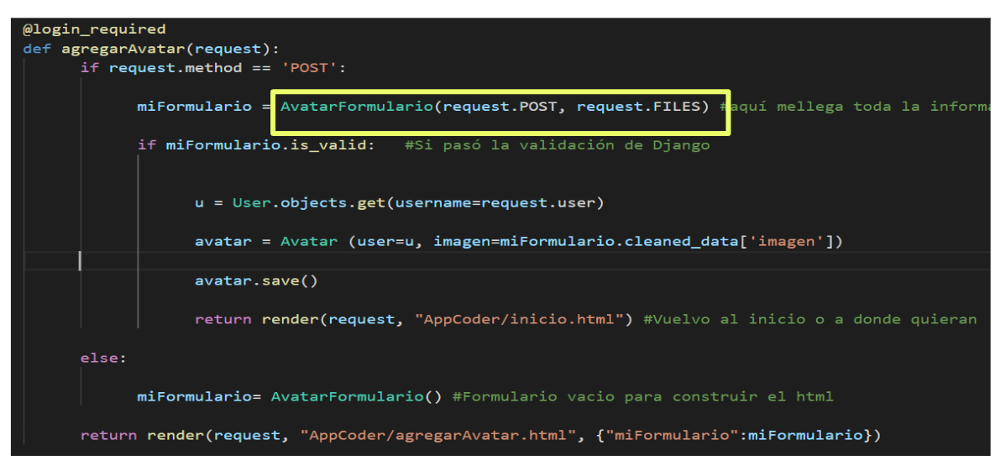 @login_required
def agregarAvatar(request):
if request.method == 'POST':
miFormulario = AvatarFormulario(request.POST, request.FILES) #aquí mellega toda la
if miFormulario.is_valid: #Si pasó la validación de Django
u = User.objects.get(username=request.user)
avatar = Avatar (user=u, imagen=miFormulario.cleaned_data['imagen'])
avatar.save()
return render(request, "AppCoder/inicio.html") #Vuelvo al inicio o a donde quieran
else:
miFormulario= AvatarFormulario() #Formulario vacio para construir el html
return render(request, "AppCoder/agregarAvatar.html", {"miFormulario":miFormulario})